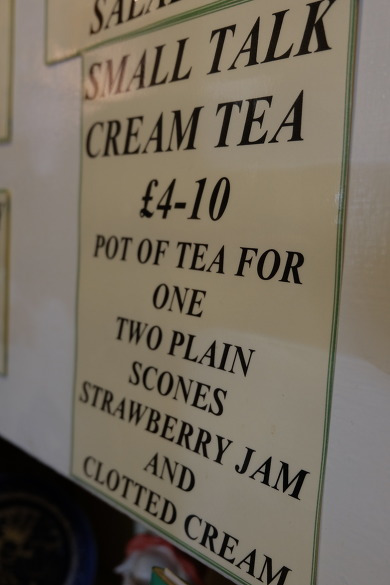 SMALL TALK
CREAM TEA
£4-10
POT OF TEA FOR
ONE
TWO PLAIN
SCONES
STRAWBERRY JAM
AND
CLOTTED CREAM